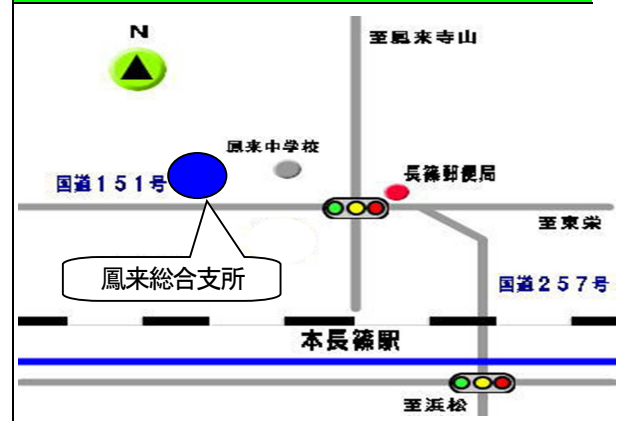 N
至鳳来寺山
鳳来中学校
長篠郵便局
国道151号
至東栄
鳳来総合支所
国道257号
本長篠駅
至浜松